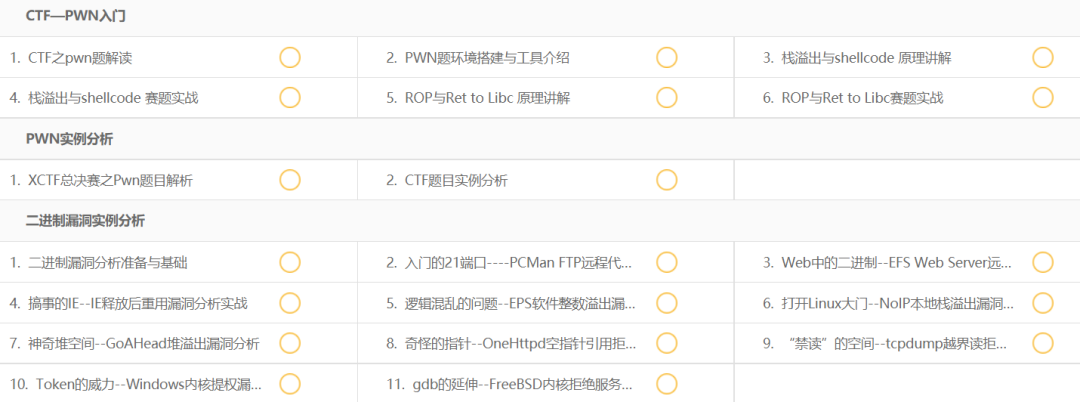 CTF—PWN入门
1. CTF之pwn题解读
2. PWN题环境搭建与工具介绍
3. 栈溢出与shellcode 原理讲解
4. 栈溢出与shellcode 赛题实战
5. ROP与Ret to Libc 原理讲解
6. ROP与Ret to Libc赛题实战
PWN实例分析
1. XCTF总决赛之Pwn题目解析
2. CTF题目实例分析
二进制漏洞实例分析
1. 二进制漏洞分析准备与基础
2. 入门的21端口----PCMan FTP远程代...
3. Web中的二进制--EFS Web Server远...
4. 搞事的IE--IE释放后重用漏洞分析实战
5. 逻辑混乱的问题--EPS软件整数溢出漏...
6. 打开Linux大门--NoIP本地栈溢出漏洞...
7. 神奇堆空间--GoAHead堆溢出漏洞分析
8. 奇怪的指针--OneHttpd空指针引用拒...
9. “禁读”的空间--tcpdump越界读拒...
10. Token的威力--Windows内核提权漏...
11. gdb的延伸--FreeBSD内核拒绝服务...